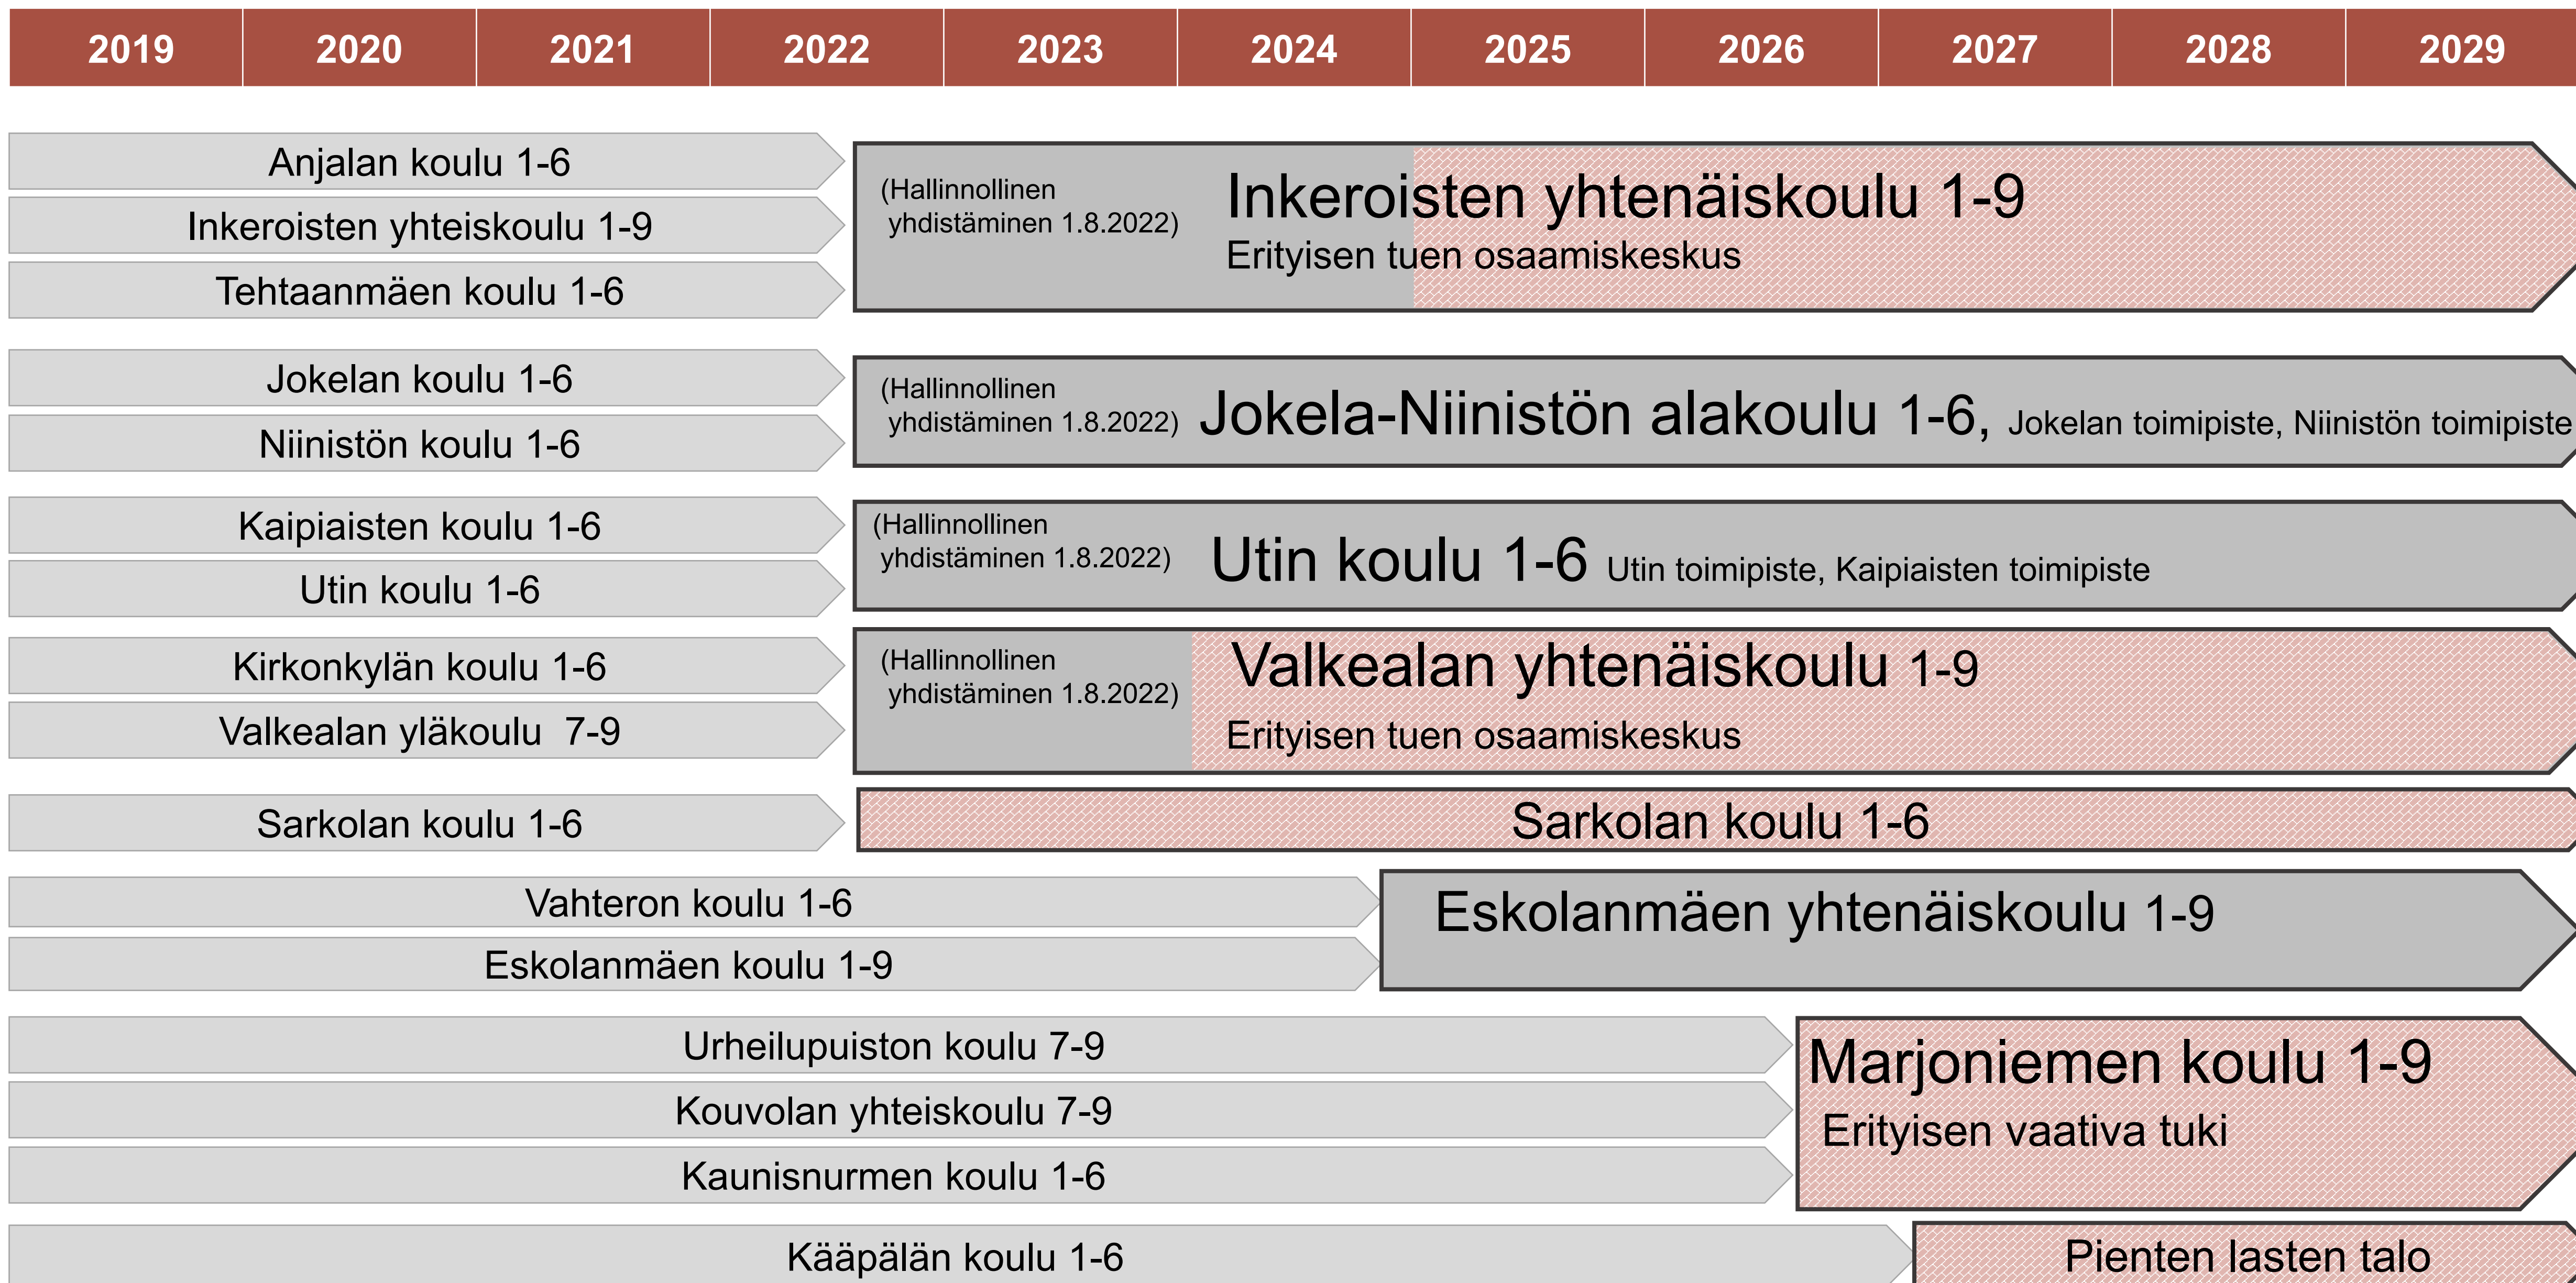 2019 2020 2021 2022 2023 2024 2025 2026 2027 2028 2029
Anjalan koulu 1-6
Inkeroisten yhteiskoulu 1-9
Tehtaanmäen koulu 1-6
(Hallinnollinen
yhdistäminen 1.8.2022)
Inkeroisten yhtenäiskoulu 1-9
Erityisen tuen osaamiskeskus
Jokelan koulu 1-6
Niinistön koulu 1-6
(Hallinnollinen
yhdistäminen 1.8.2022)
Jokela-Niinistön alakoulu 1-6, Jokelan toimipiste, Niinistön toimipiste
Kaipiaisten koulu 1-6
Utin koulu 1-6
(Hallinnollinen
yhdistäminen 1.8.2022)
Utin koulu 1-6 Utin toimipiste, Kaipiaisten toimipiste
Kirkonkylän koulu 1-6
Valkealan yläkoulu 7-9
(Hallinnollinen
yhdistäminen 1.8.2022)
Valkealan yhtenäiskoulu 1-9
Erityisen tuen osaamiskeskus
Sarkolan koulu 1-6
Sarkolan koulu 1-6
Vahteron koulu 1-6
Eskolanmäen koulu 1-9
Eskolanmäen yhtenäiskoulu 1-9
Urheilupuiston koulu 7-9
Kouvolan yhteiskoulu 7-9
Kaunisnurmen koulu 1-6
Marjoniemen koulu 1-9
Erityisen vaativa tuki
Kääpälän koulu 1-6
Pienten lasten talo